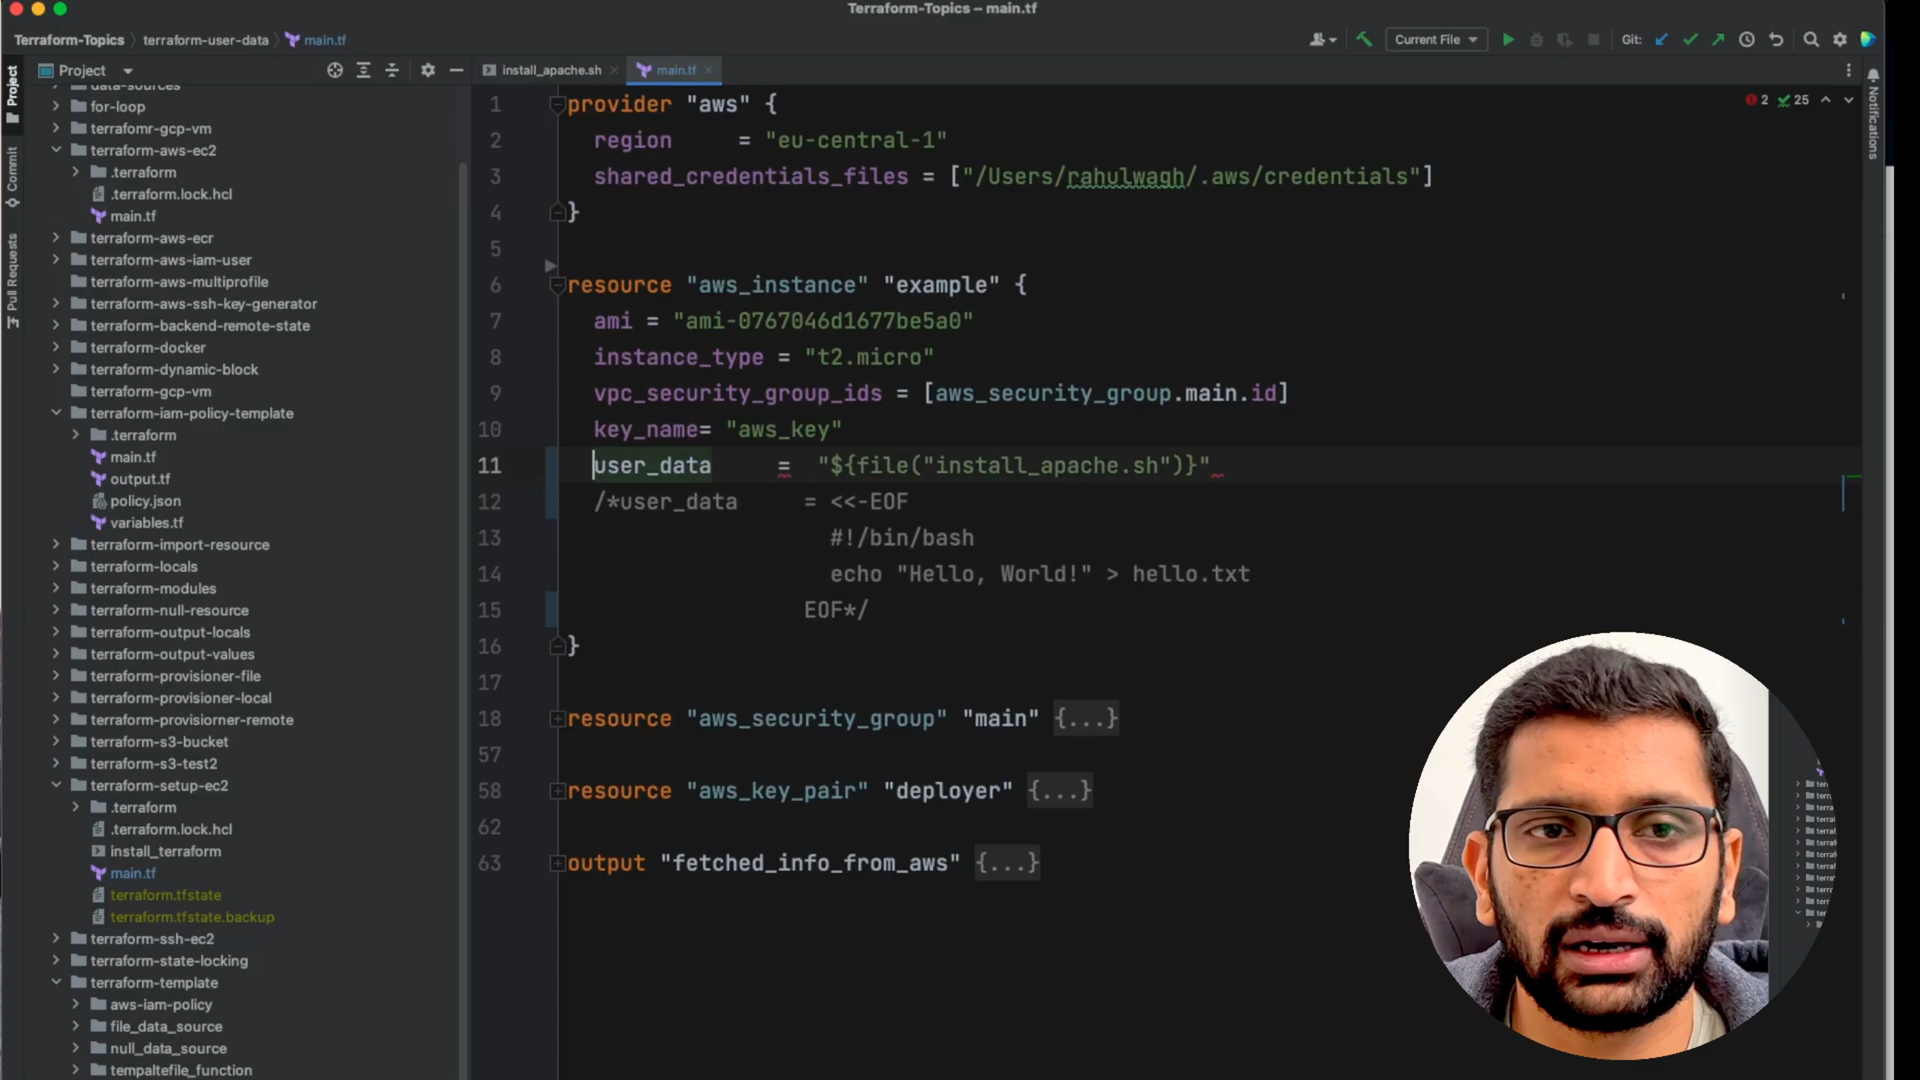 Terraform-Topics – main.tf
Terraform-Topics
terraform-user-data
main.tf
Current File
Git:
Project
Project
Commit
Pull Requests
Notifications
install_apache.sh
main.tf
data-sources
for-loop
terrafomr-gcp-vm
terraform-aws-ec2
.terraform
.terraform.lock.hcl
main.tf
terraform-aws-ecr
terraform-aws-iam-user
terraform-aws-multiprofile
terraform-aws-ssh-key-generator
terraform-backend-remote-state
terraform-docker
terraform-dynamic-block
terraform-gcp-vm
terraform-iam-policy-template
.terraform
main.tf
output.tf
policy.json
variables.tf
terraform-import-resource
terraform-locals
terraform-modules
terraform-null-resource
terraform-output-locals
terraform-output-values
terraform-provisioner-file
terraform-provisioner-local
terraform-provisiorner-remote
terraform-s3-bucket
terraform-s3-test2
terraform-setup-ec2
.terraform
.terraform.lock.hcl
install_terraform
main.tf
terraform.tfstate
terraform.tfstate.backup
terraform-ssh-ec2
terraform-state-locking
terraform-template
aws-iam-policy
file_data_source
null_data_source
tempaltefile_function
2 25
1 provider "aws" {
2 region = "eu-central-1"
3 shared_credentials_files = ["/Users/rahulwagh/.aws/credentials"]
4 }
5
6 resource "aws_instance" "example" {
7 ami = "ami-0767046d1677be5a0"
8 instance_type = "t2.micro"
9 vpc_security_group_ids = [aws_security_group.main.id]
10 key_name= "aws_key"
11 user_data = "${file("install_apache.sh")}"
12 /*user_data = <<-EOF
13 #!/bin/bash
14 echo "Hello, World!" > hello.txt
15 EOF*/
16 }
17
18 resource "aws_security_group" "main" {...}
57
58 resource "aws_key_pair" "deployer" {...}
62
63 output "fetched_info_from_aws" {...}